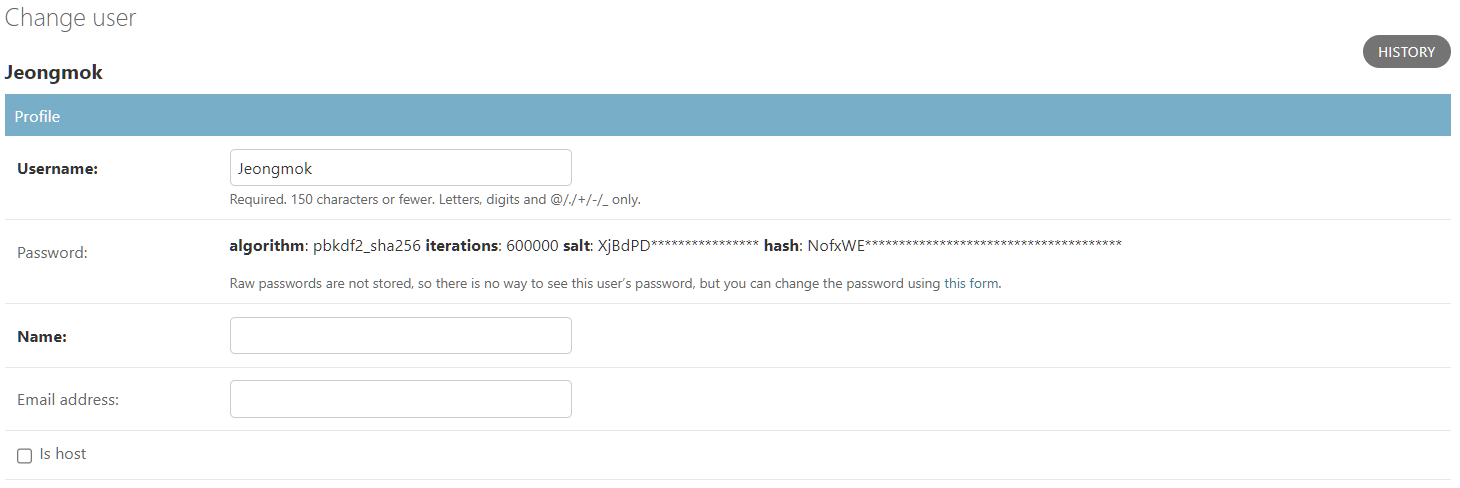 Change user
HISTORY
Jeongmok
Profile
Username:
Jeongmok
Required. 150 characters or fewer. Letters, digits and @/./+/-/_ only.
Password:
algorithm: pbkdf2_sha256 iterations: 600000 salt: XjBdPD**************** hash: NofxWE**************************************
Raw passwords are not stored, so there is no way to see this user’s password, but you can change the password using this form.
Name:
Email address:
Is host